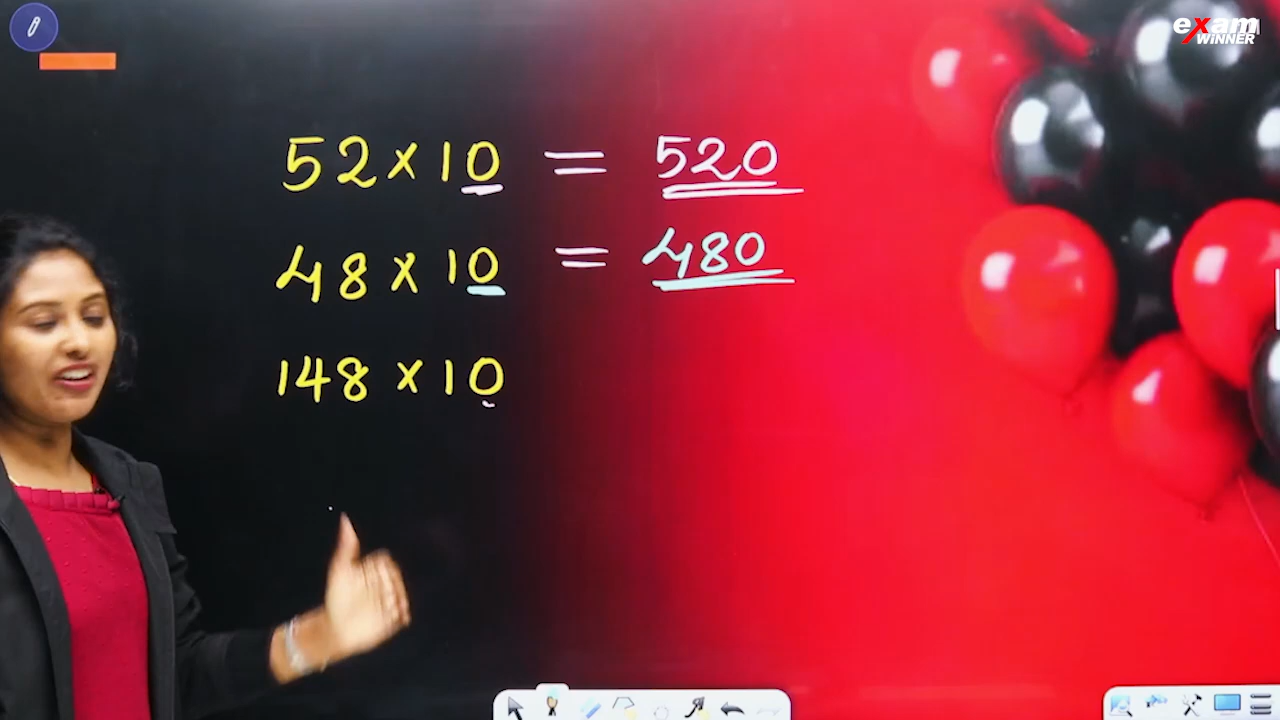 exam
WINNER
52 × 10 = 520
48 × 10 = 480
148 × 10